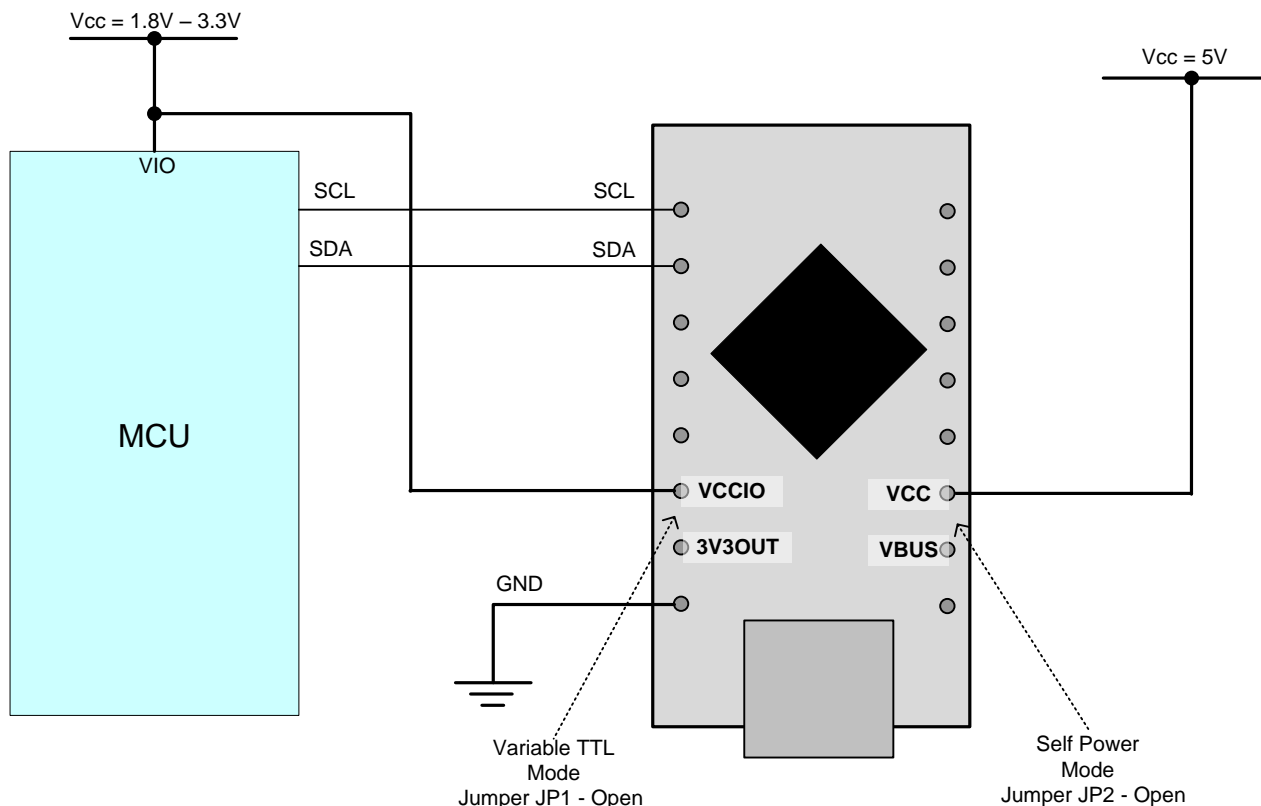 Vcc = 1.8V – 3.3V
Vcc = 5V
VIO
SCL
SCL
SDA
SDA
MCU
VCCIO
VCC
3V3OUT
VBUS
GND
Variable TTL
Mode
Jumper JP1 - Open
Self Power
Mode
Jumper JP2 - Open